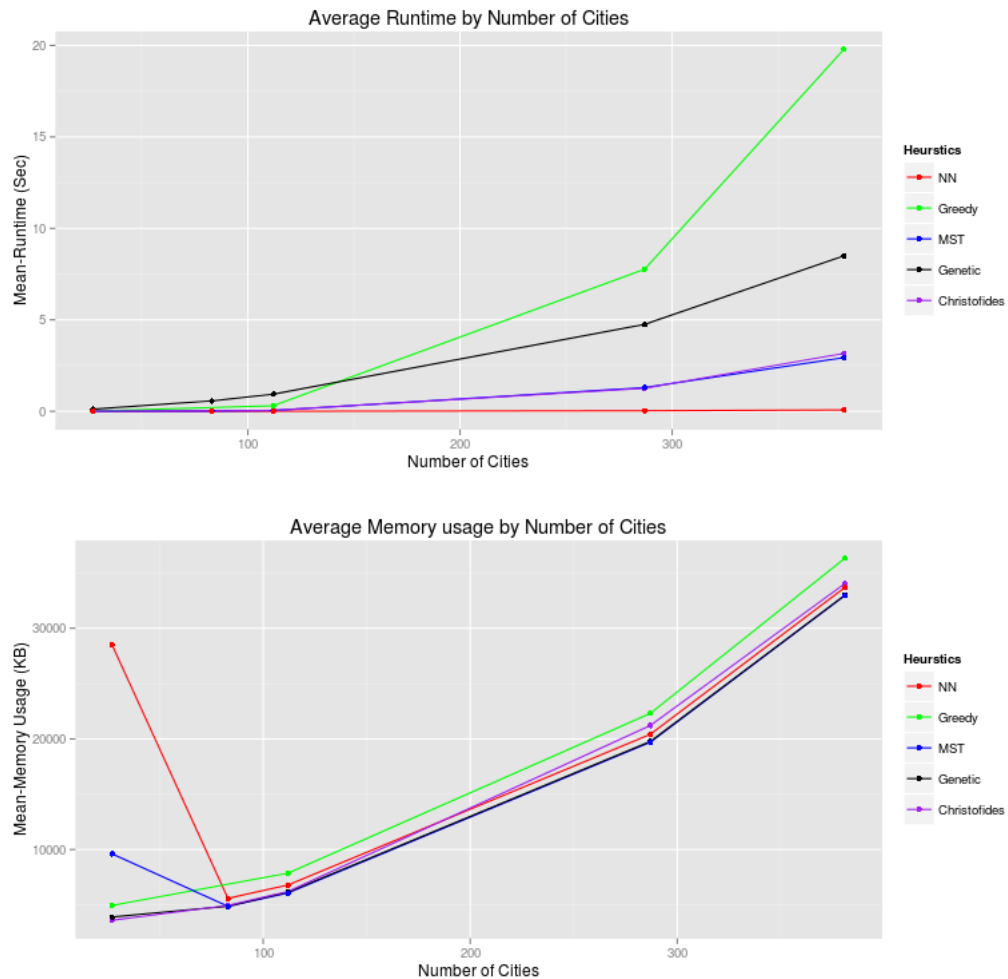 Average Runtime by Number of Cities
20
15
10
5
0
Mean-Runtime (Sec)
100
200
300
Number of Cities
Heurstics
NN
Greedy
MST
Genetic
Christofides
Average Memory usage by Number of Cities
30000
20000
10000
Mean-Memory Usage (KB)
100
200
300
Number of Cities
Heurstics
NN
Greedy
MST
Genetic
Christofides